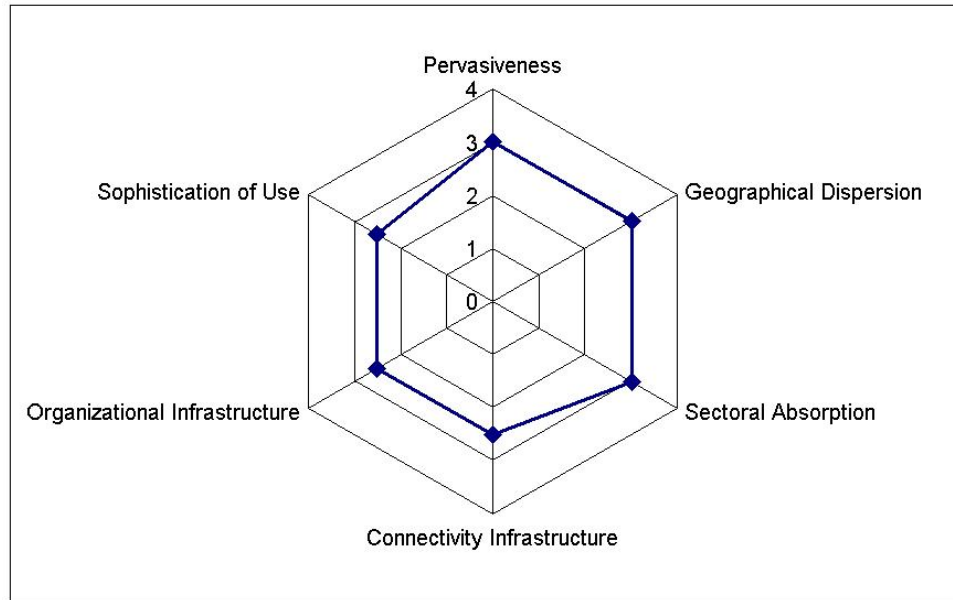 Pervasiveness
4
3
Sophistication of Use
Geographical Dispersion
2
1
0
Organizational Infrastructure
Sectoral Absorption
Connectivity Infrastructure